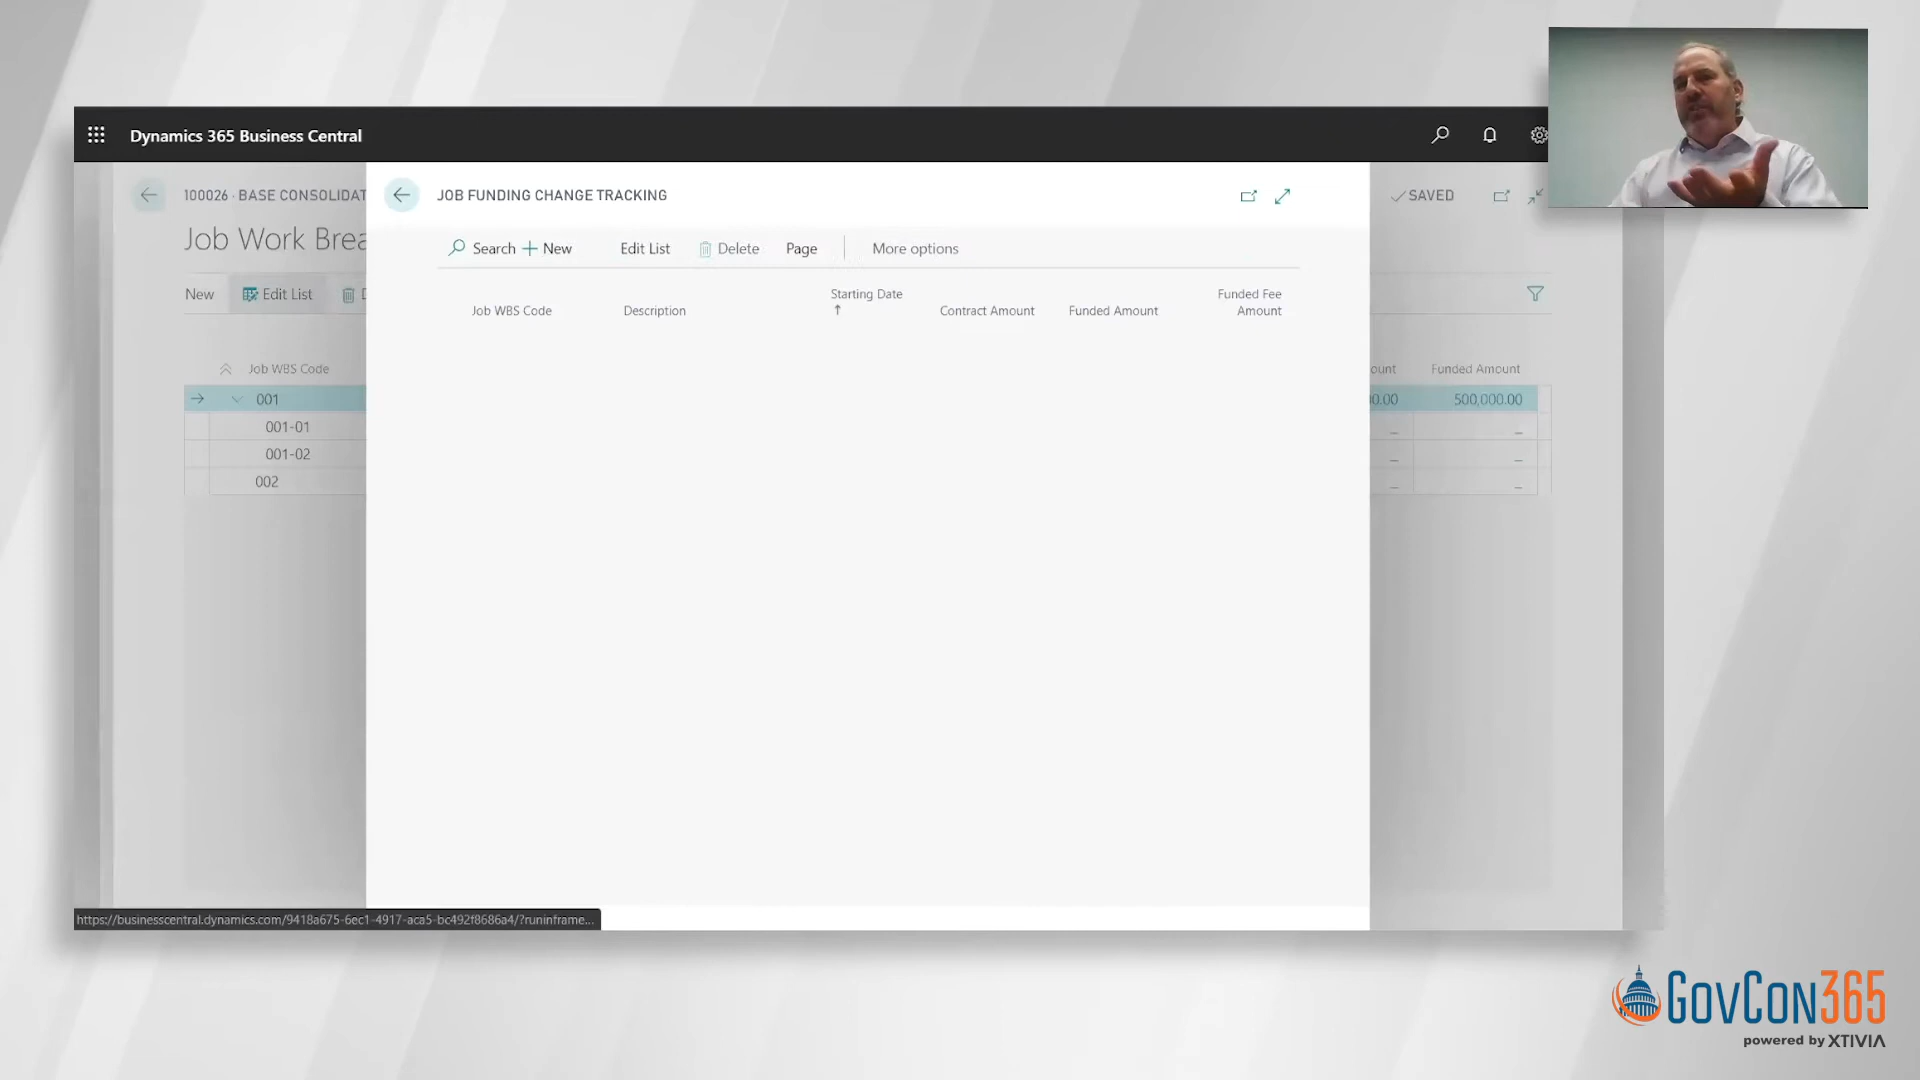 Dynamics 365 Business Central
100026 · BASE CONSOLIDAT
JOB FUNDING CHANGE TRACKING
SAVED
Job Work Brea
Search
New
Edit List
Delete
Page
More options
New
Edit List
D
Starting Date
Funded Fee
Job WBS Code
Description
Contract Amount
Funded Amount
Amount
Job WBS Code
ount
Funded Amount
001
0.00
500,000.00
001-01
_
_
001-02
_
_
002
_
_
https://businesscentral.dynamics.com/9418a675-6ec1-4917-aca5-bc492f8686a4/?runinframe...
GovCon365
powered by XTIVIA